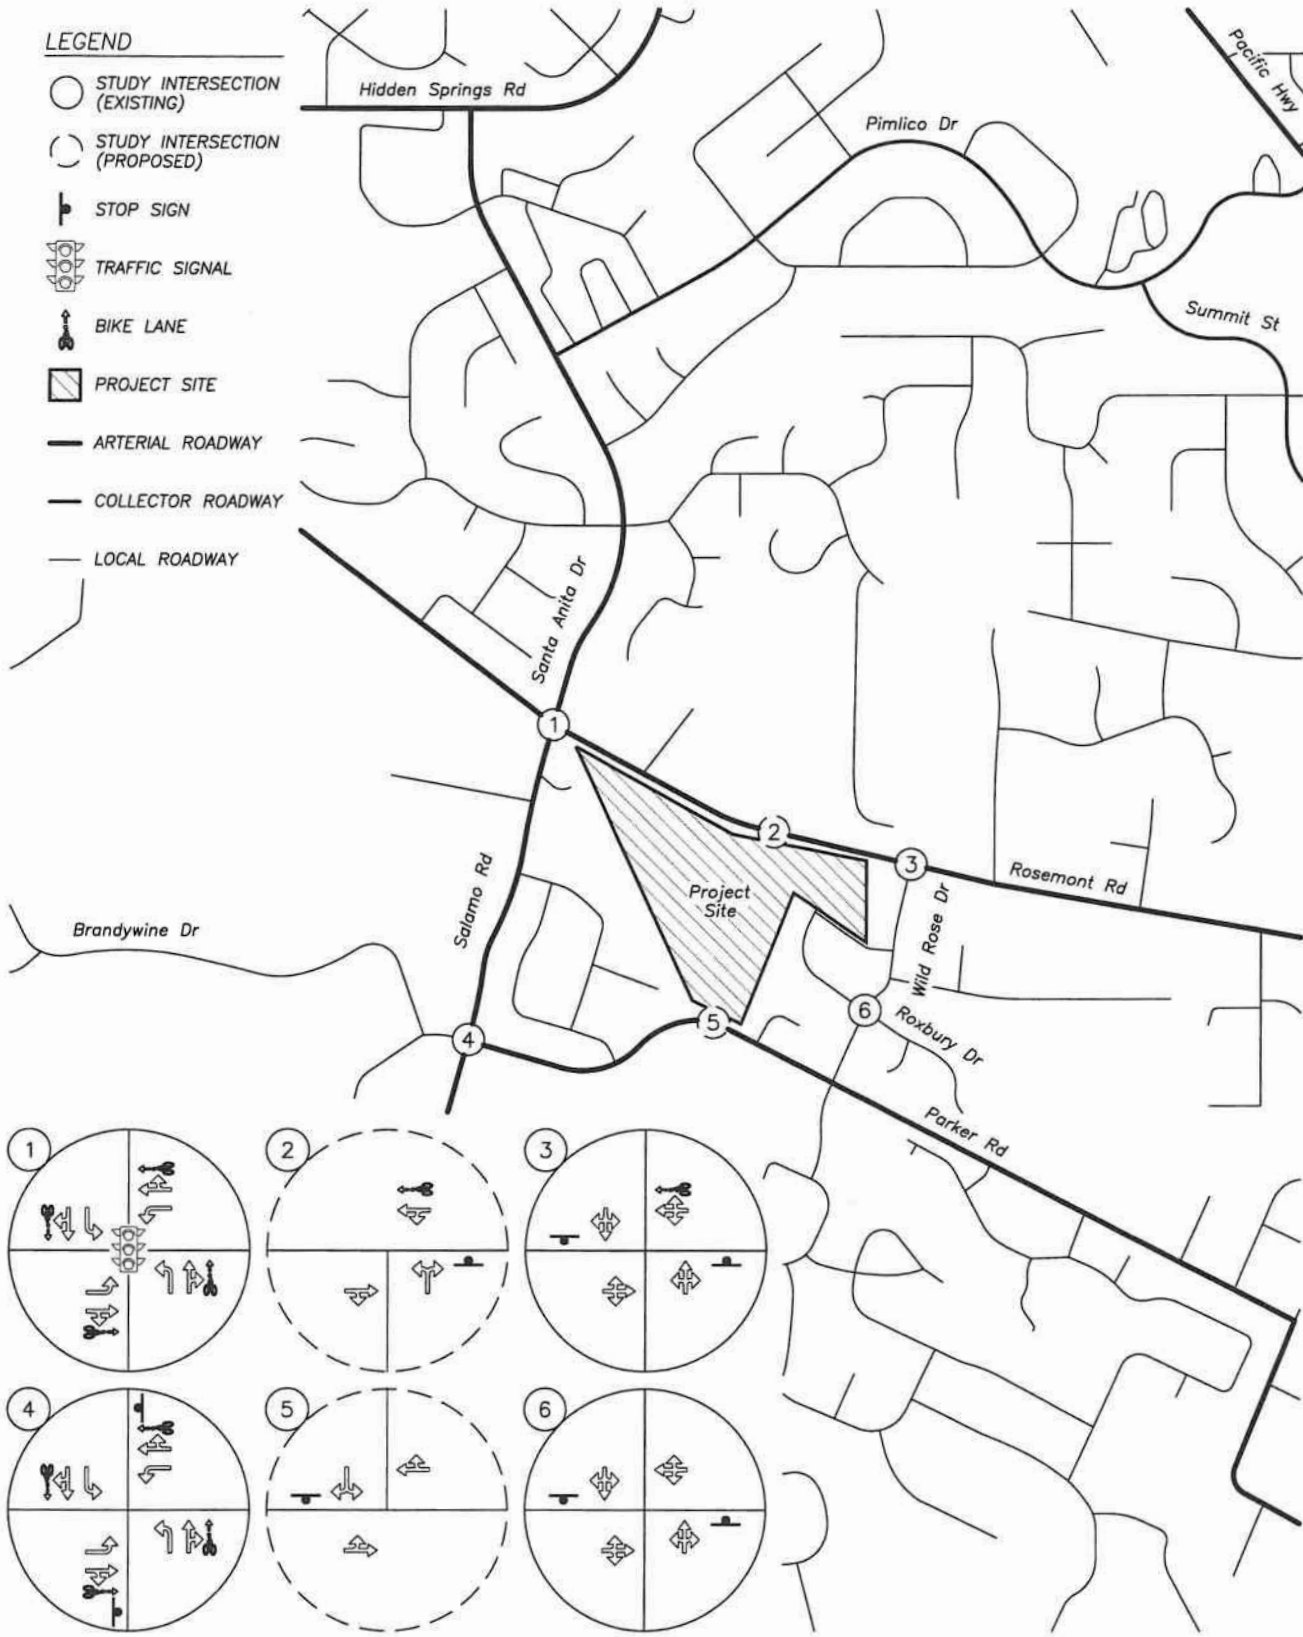 LEGEND
STUDY INTERSECTION
(EXISTING)
STUDY INTERSECTION
(PROPOSED)
STOP SIGN
TRAFFIC SIGNAL
BIKE LANE
PROJECT SITE
ARTERIAL ROADWAY
COLLECTOR ROADWAY
LOCAL ROADWAY
Hidden Springs Rd
Pacific Hwy
Pimlico Dr
Summit St
Santa Anita Dr
1
2
3
Rosemont Rd
Project
Site
Salamo Rd
Wild Rose Dr
Brandywine Dr
6
Roxbury Dr
5
4
Parker Rd
1
2
3
4
5
6